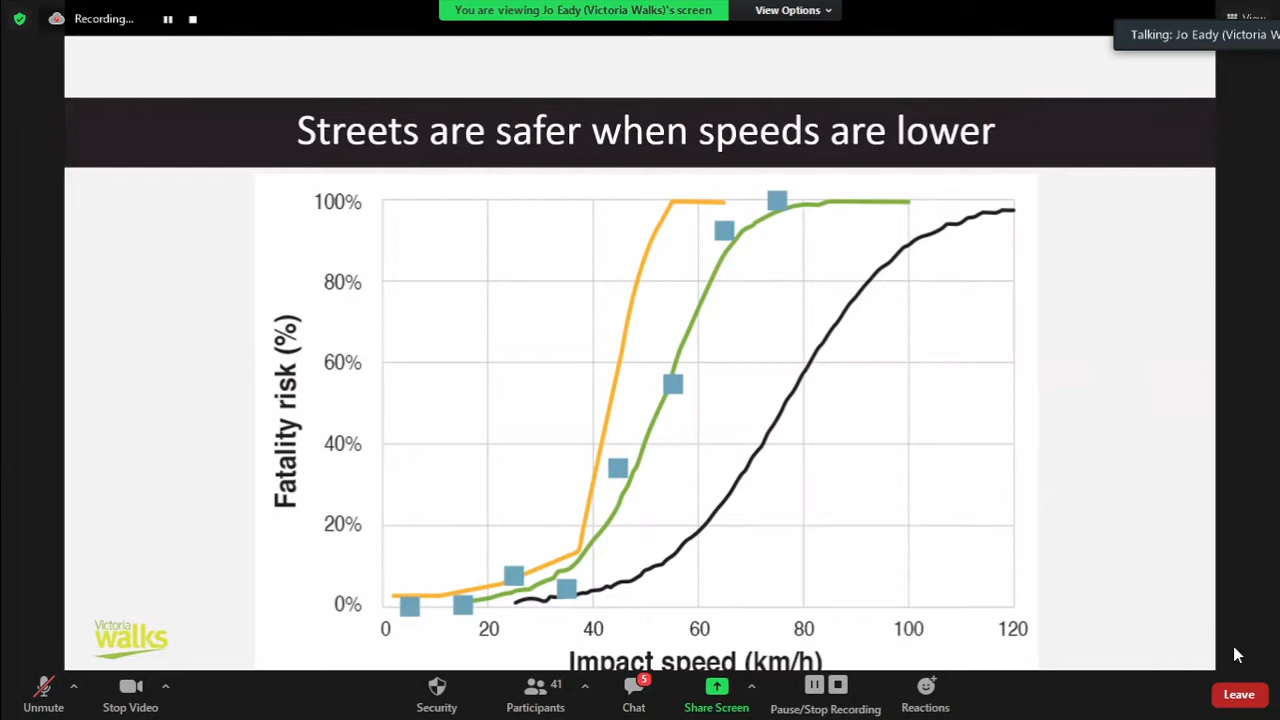 Recording...
You are viewing Jo Eady (Victoria Walks)'s screen
View Options
View
Talking: Jo Eady (Victoria W
Streets are safer when speeds are lower
100%
80%
60%
40%
20%
0%
Fatality risk (%)
0 20 40 60 80 100 120
Impact speed (km/h)
Victoria
walks
Unmute
Stop Video
Security
41
Participants
5
Chat
Share Screen
Pause/Stop Recording
Reactions
Leave